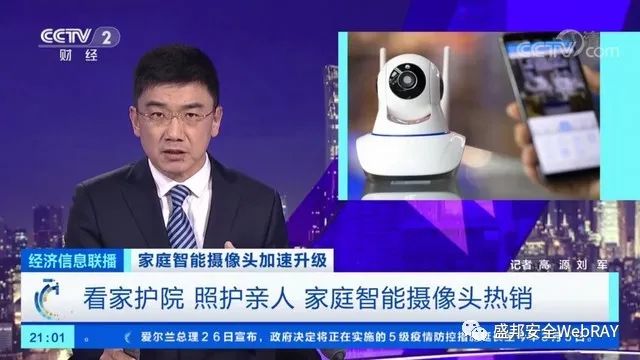 CCTV 2
财经
CCTV.com
经济信息联播
家庭智能摄像头加速升级
记者 高 源 刘 军
看家护院 照护亲人 家庭智能摄像头热销
21:01
爱尔兰总理26日宣布,政府决定将正在实施的5级疫情防控措施
盛邦安全WebRAY